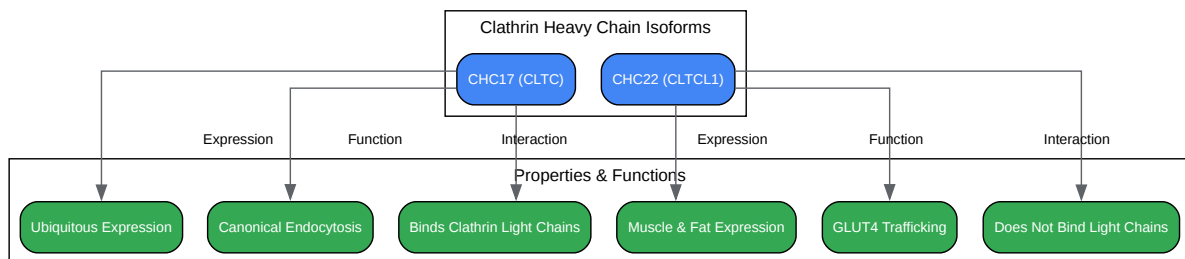 Clathrin Heavy Chain Isoforms
CHC17 (CLTC)
CHC22 (CLTCL1)
Expression
Function
Interaction
Expression
Function
Interaction
Properties & Functions
Ubiquitous Expression
Canonical Endocytosis
Binds Clathrin Light Chains
Muscle & Fat Expression
GLUT4 Trafficking
Does Not Bind Light Chains